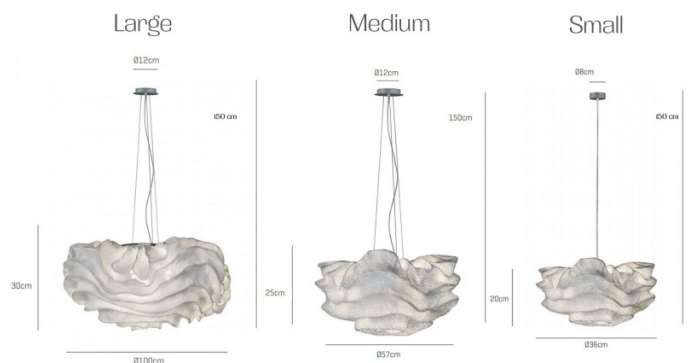 Large
Medium
Small
Ø12cm
150 cm
30cm
Ø100cm
Ø12cm
150cm
25cm
Ø57cm
Ø8cm
150 cm
20cm
Ø36cm